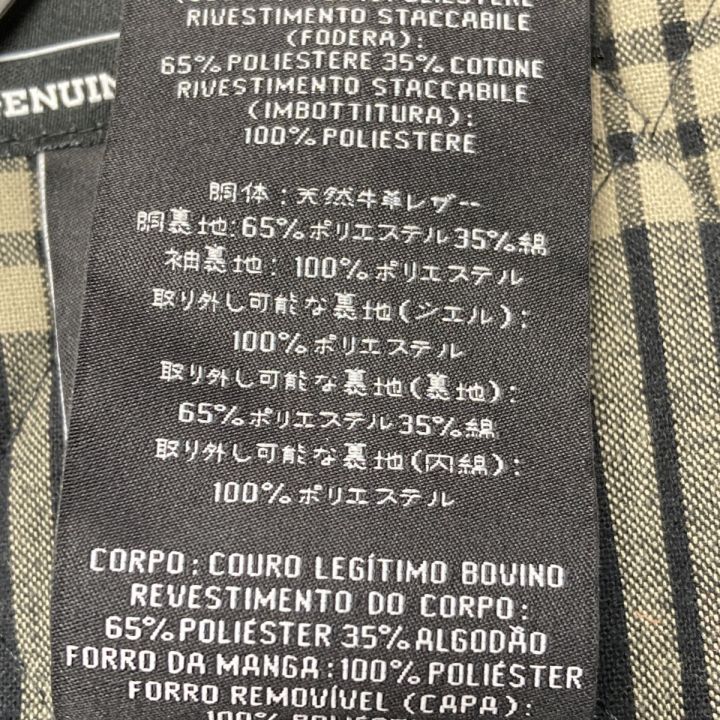 RIVESTIMENTO STACCABILE
(FODERA):
65% POLIESTERE 35% COTONE
RIVESTIMENTO STACCABILE
(IMBOTTITURA):
100% POLIESTERE
胴体:天然牛革レザー
胴裏地:65%ポリエステル35%綿
袖裏地:100%ポリエステル
取り外し可能な裏地(シエル):
100%ポリエステル
取り外し可能な裏地(裏地):
65%ポリエステル35%綿
取り外し可能な裏地(内綿):
100%ポリエステル
CORPO: COURO LEGÍTIMO BOVINO
REVESTIMENTO DO CORPO:
65% POLIÉSTER 35% ALGODÃO
FORRO DA MANGA:100% POLIÉSTER
FORRO REMOVÍVEL (CAPA):